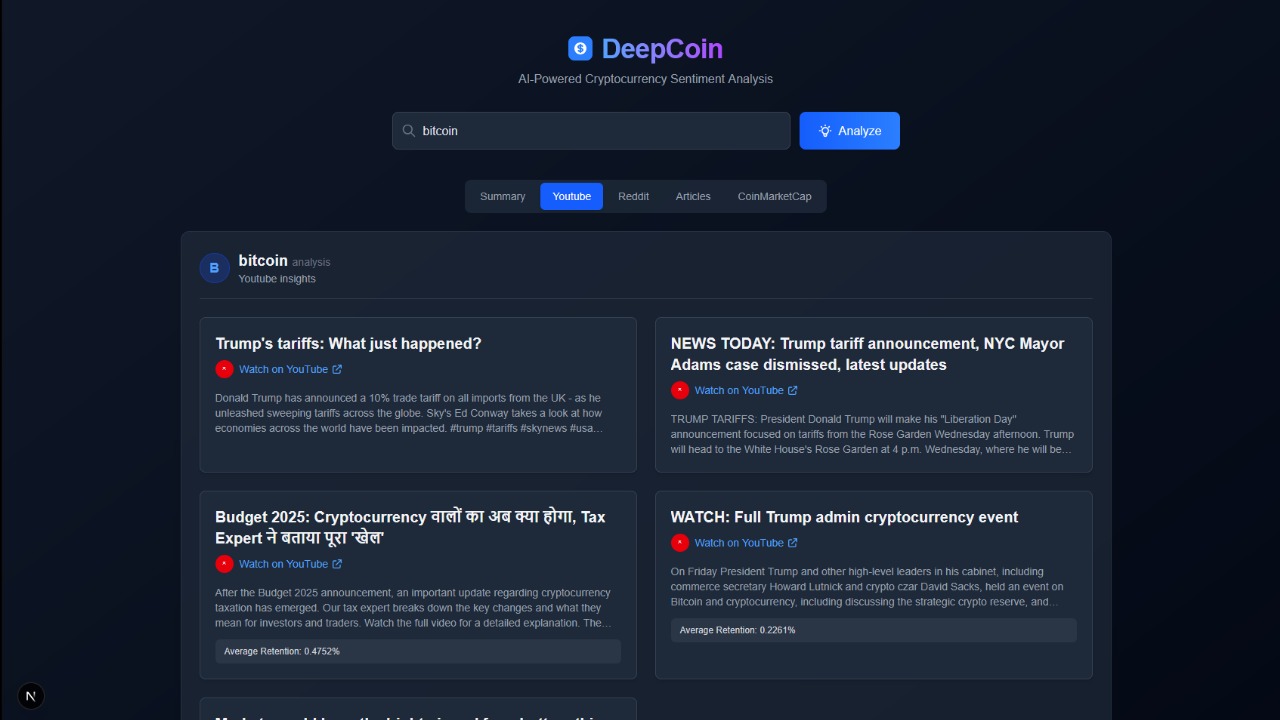 DeepCoin
AI-Powered Cryptocurrency Sentiment Analysis
bitcoin
Analyze
Summary
Youtube
Reddit
Articles
CoinMarketCap
B
bitcoin analysis
Youtube insights
Trump's tariffs: What just happened?
Watch on YouTube
Donald Trump has announced a 10% trade tariff on all imports from the UK - as he
unleashed sweeping tariffs across the globe. Sky's Ed Conway takes a look at how
economies across the world have been impacted. #trump #tariffs #skynews #usa…
NEWS TODAY: Trump tariff announcement, NYC Mayor
Adams case dismissed, latest updates
Watch on YouTube
TRUMP TARIFFS: President Donald Trump will make his "Liberation Day"
announcement focused on tariffs from the Rose Garden Wednesday afternoon. Trump
will head to the White House's Rose Garden at 4 p.m. Wednesday, where he will be…
Budget 2025: Cryptocurrency वालों का अब क्या होगा, Tax
Expert ने बताया पूरा 'खेल'
Watch on YouTube
After the Budget 2025 announcement, an important update regarding cryptocurrency
taxation has emerged. Our tax expert breaks down the key changes and what they
mean for investors and traders. Watch the full video for a detailed explanation. The…
Average Retention: 0.4752%
WATCH: Full Trump admin cryptocurrency event
Watch on YouTube
On Friday President Trump and other high-level leaders in his cabinet, including
commerce secretary Howard Lutnick and crypto czar David Sacks, held an event on
Bitcoin and cryptocurrency, including discussing the strategic crypto reserve, and…
Average Retention: 0.2261%
N